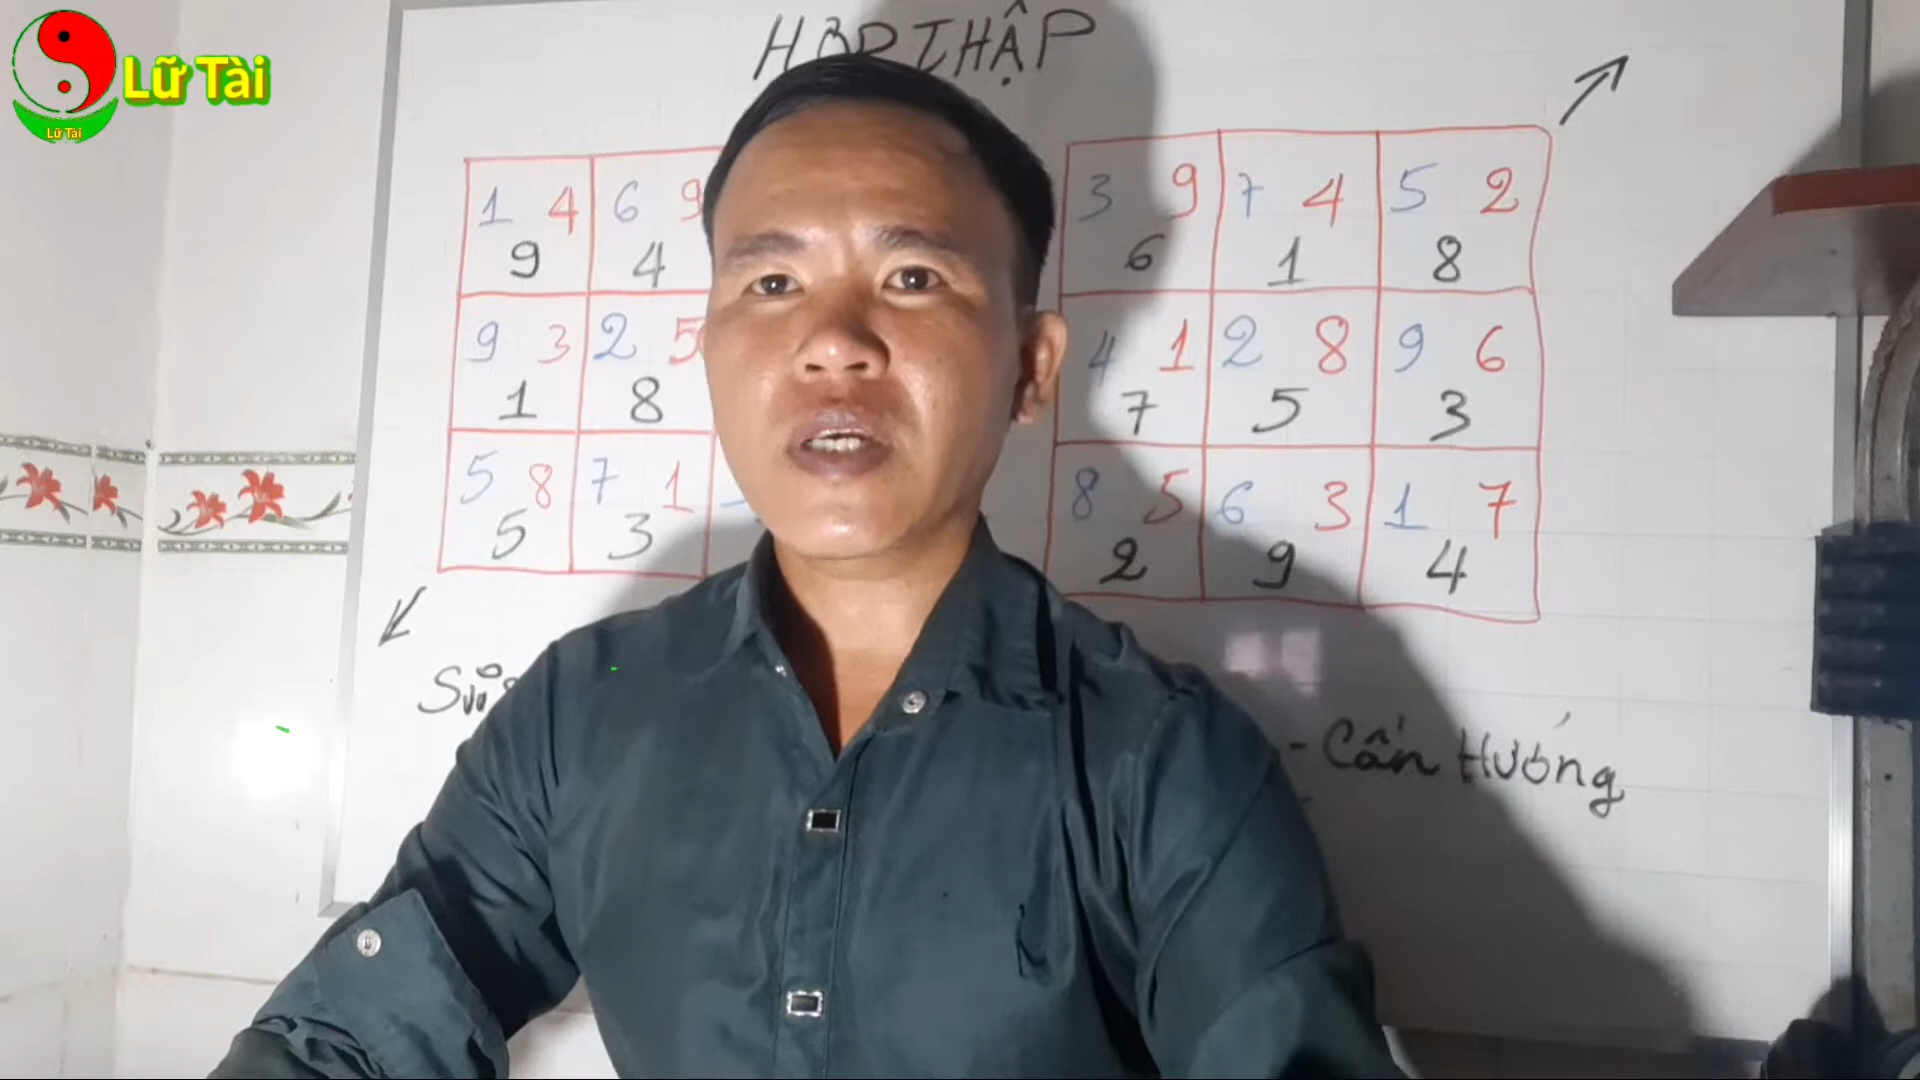 Lữ Tài
Lữ Tài
HỢP THẬP
1 4 6 9
9 4
9 3 2 5
1 8
5 8 7 1
5 3
3 9 7 4 5 2
6 1 8
4 1 2 8 9 6
7 5 3
8 5 6 3 1 7
2 9 4
- Cấn Hướng